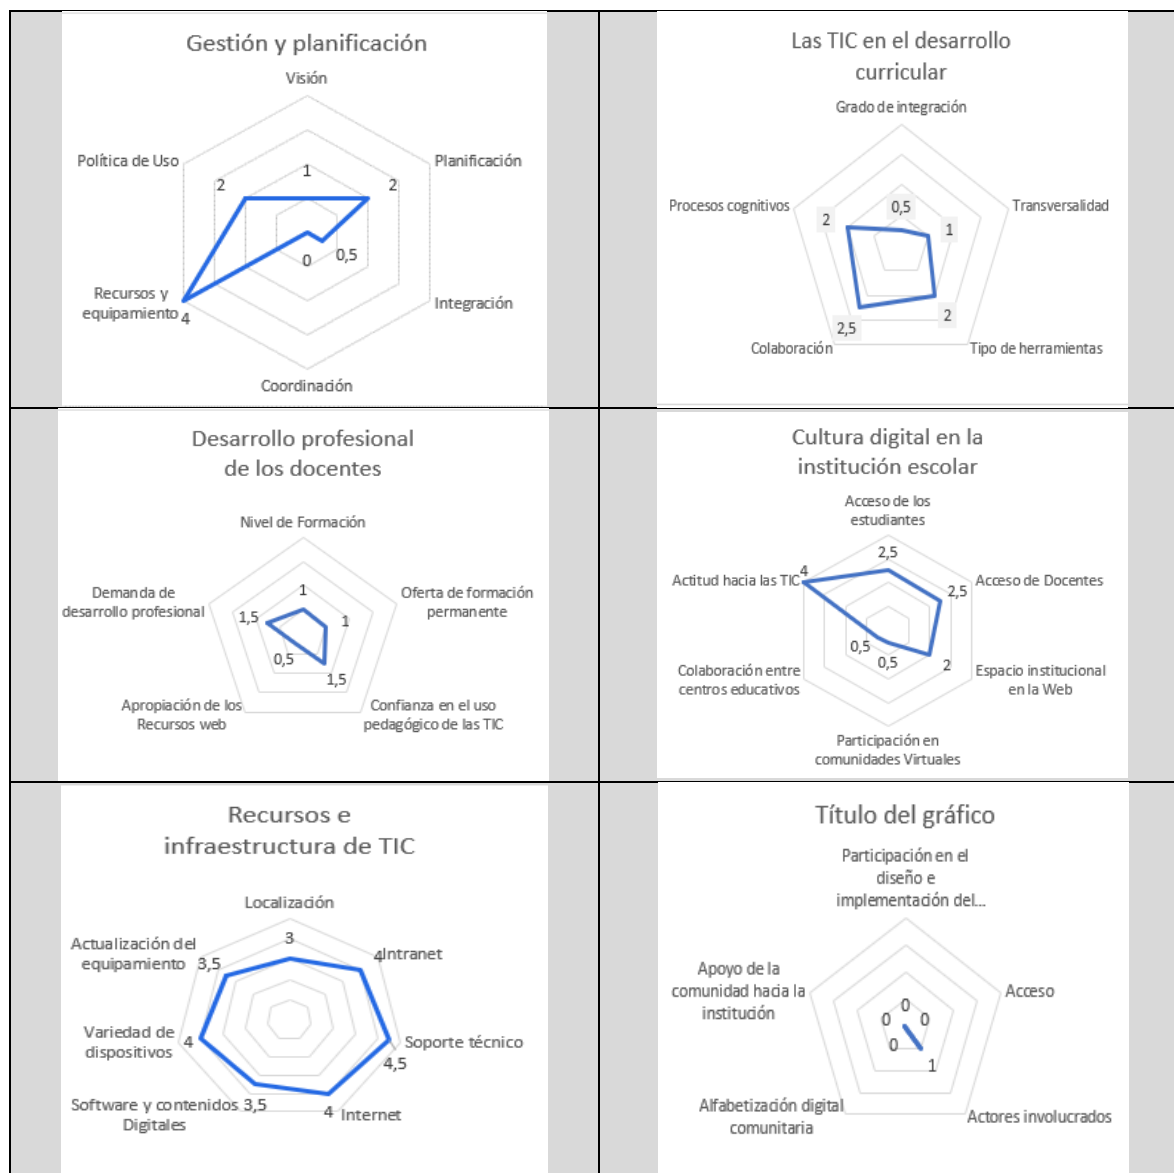 Gestión y planificación
Visión
Política de Uso
Planificación
2
1
2
0
0,5
Recursos y
equipamiento
4
Integración
Coordinación
Las TIC en el desarrollo
curricular
Grado de integración
Procesos cognitivos
Transversalidad
2
0,5
1
2,5
2
Colaboración
Tipo de herramientas
Desarrollo profesional
de los docentes
Nivel de Formación
Demanda de
desarrollo profesional
Oferta de formación
permanente
1
1,5
1
0,5
1,5
Apropiación de los
Recursos web
Confianza en el uso
pedagógico de las TIC
Cultura digital en la
institución escolar
Acceso de los
estudiantes
2,5
Actitud hacia las TIC
4
Acceso de Docentes
2,5
0,5
0,5
2
Colaboración entre
centros educativos
Espacio institucional
en la Web
Participación en
comunidades Virtuales
Recursos e
infraestructura de TIC
Localización
3
Actualización del
equipamiento
3,5
4
Intranet
Variedad de
dispositivos
4
Soporte técnico
4,5
Software y contenidos
Digitales
3,5
4
Internet
Título del gráfico
Participación en el
diseño e
implementación del...
Apoyo de la
comunidad hacia la
institución
Acceso
0
0
0
0
1
Alfabetización digital
comunitaria
Actores involucrados